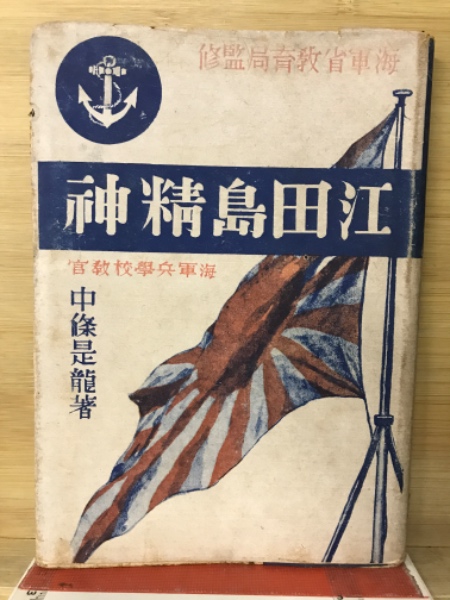 海軍省教育局監修
江田島精神
海軍兵學校教官
中條是龍著